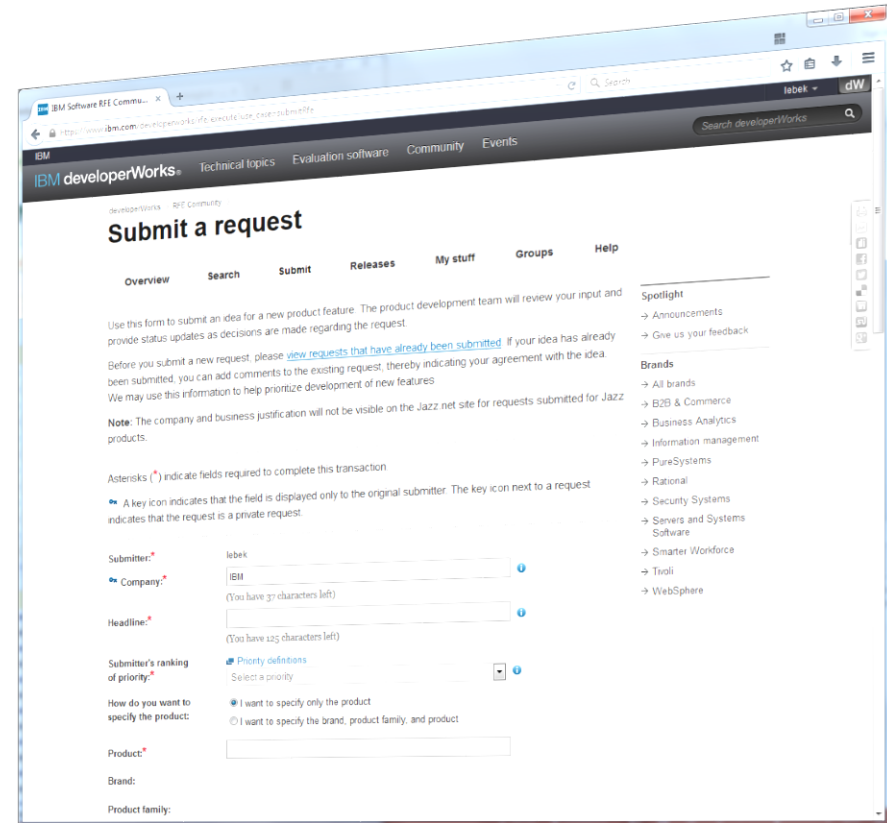 IBM Software RFE Commu... × +
https://www.ibm.com/developerworks/rfe/execute?use_case=submitRfe
Search
IBM
lebek
dW
IBM developerWorks®
Technical topics Evaluation software Community Events
Search developerWorks
developerWorks RFE Community
Submit a request
Overview Search Submit Releases My stuff Groups Help
Use this form to submit an idea for a new product feature. The product development team will review your input and
provide status updates as decisions are made regarding the request.
Before you submit a new request, please view requests that have already been submitted. If your idea has already
been submitted, you can add comments to the existing request, thereby indicating your agreement with the idea.
We may use this information to help prioritize development of new features.
Note: The company and business justification will not be visible on the Jazz.net site for requests submitted for Jazz
products.
Asterisks (*) indicate fields required to complete this transaction
A key icon indicates that the field is displayed only to the original submitter. The key icon next to a request
indicates that the request is a private request.
Submitter:* lebek
Company:* IBM
(You have 37 characters left)
Headline:*
(You have 125 characters left)
Submitter's ranking
of priority:*
Priority definitions
Select a priority
How do you want to
specify the product:
I want to specify only the product
I want to specify the brand, product family, and product
Product:*
Brand:
Product family:
Spotlight
→ Announcements
→ Give us your feedback
Brands
→ All brands
→ B2B & Commerce
→ Business Analytics
→ Information management
→ PureSystems
→ Rational
→ Security Systems
→ Servers and Systems
Software
→ Smarter Workforce
→ Tivoli
→ WebSphere